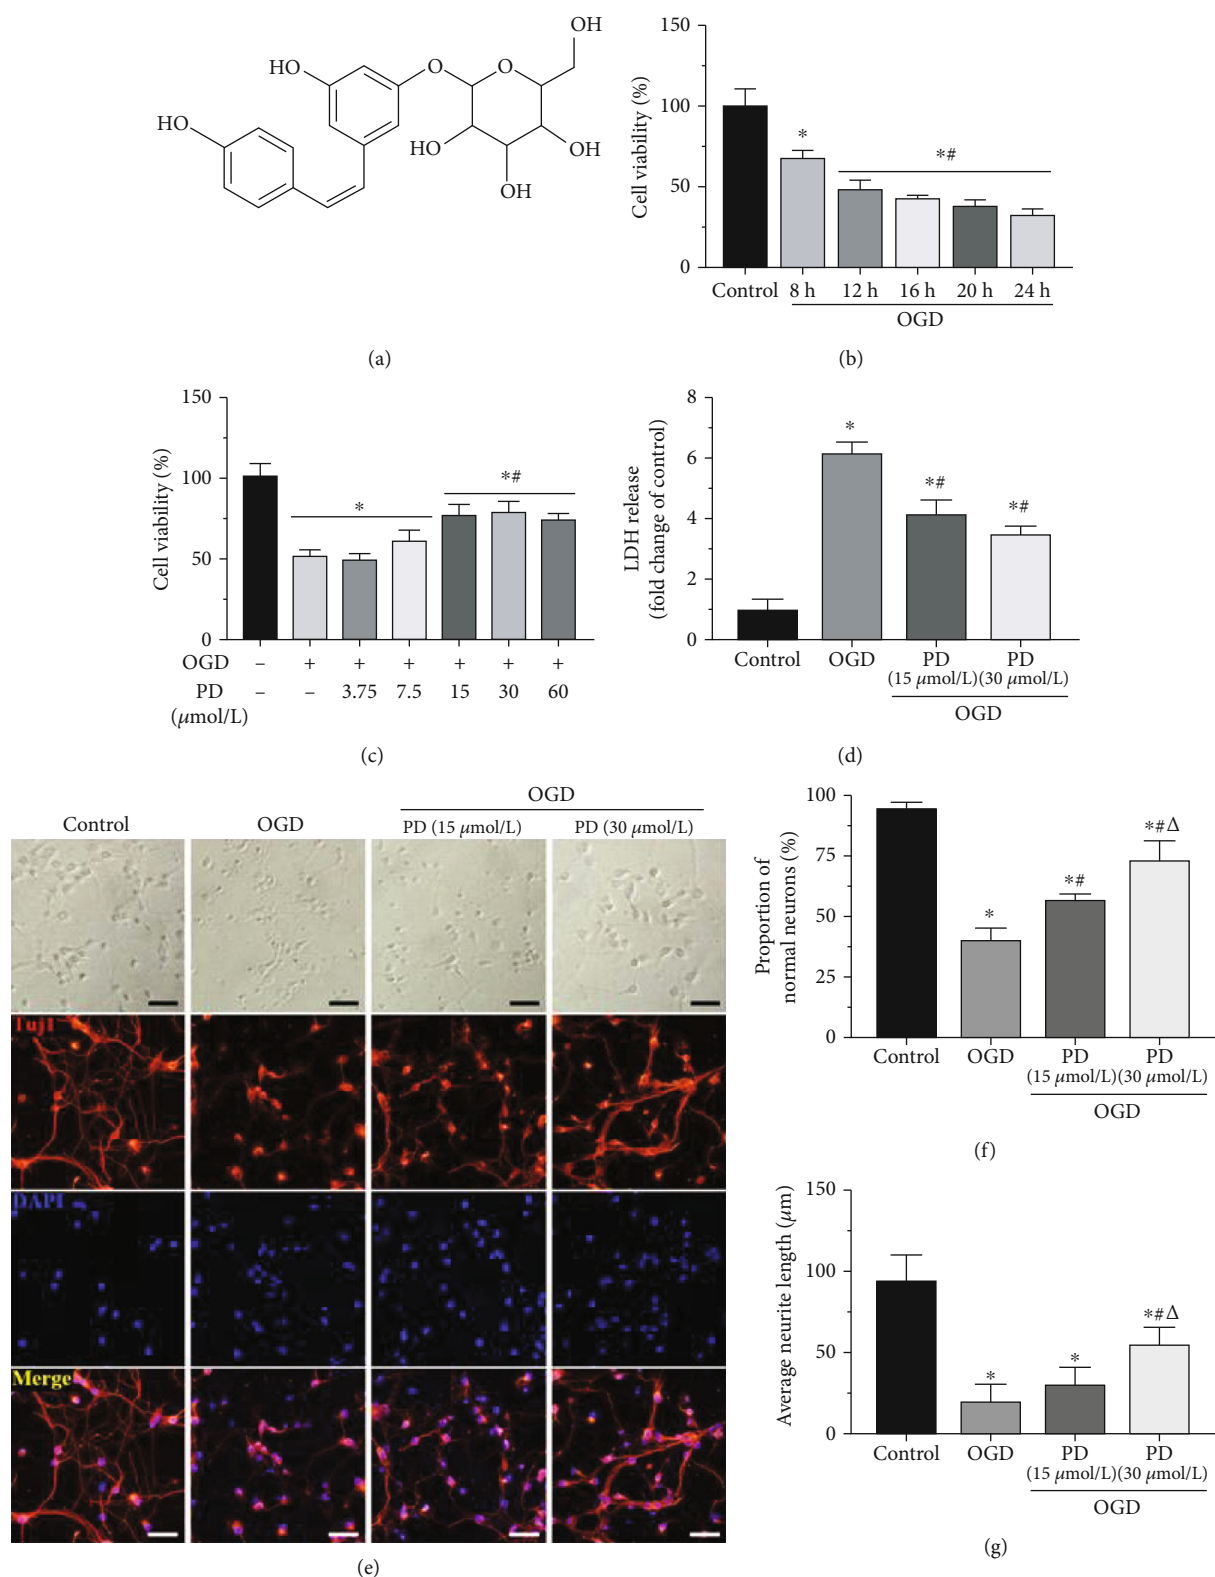 OH
HO
O
O
HO
HO
OH
OH
(a)
Cell viability (%)
150
100
50
0
*
*#
Control
8 h
12 h
16 h
20 h
24 h
OGD
(b)
Cell viability (%)
150
100
50
0
*
*#
OGD – + + + + + +
PD – – 3.75 7.5 15 30 60
(μmol/L)
(c)
LDH release
(fold change of control)
8
6
4
2
0
*
*#
*#
Control OGD PD PD
(15 μmol/L)(30 μmol/L)
OGD
(d)
OGD
Control OGD PD (15 μmol/L) PD (30 μmol/L)
Tuj1
DAPI
Merge
(e)
Proportion of
normal neurons (%)
100
75
50
25
0
*
*#
*#Δ
Control OGD PD PD
(15 μmol/L)(30 μmol/L)
OGD
(f)
Average neurite length (μm)
150
100
50
0
*
*
*#Δ
Control OGD PD PD
(15 μmol/L)(30 μmol/L)
OGD
(g)